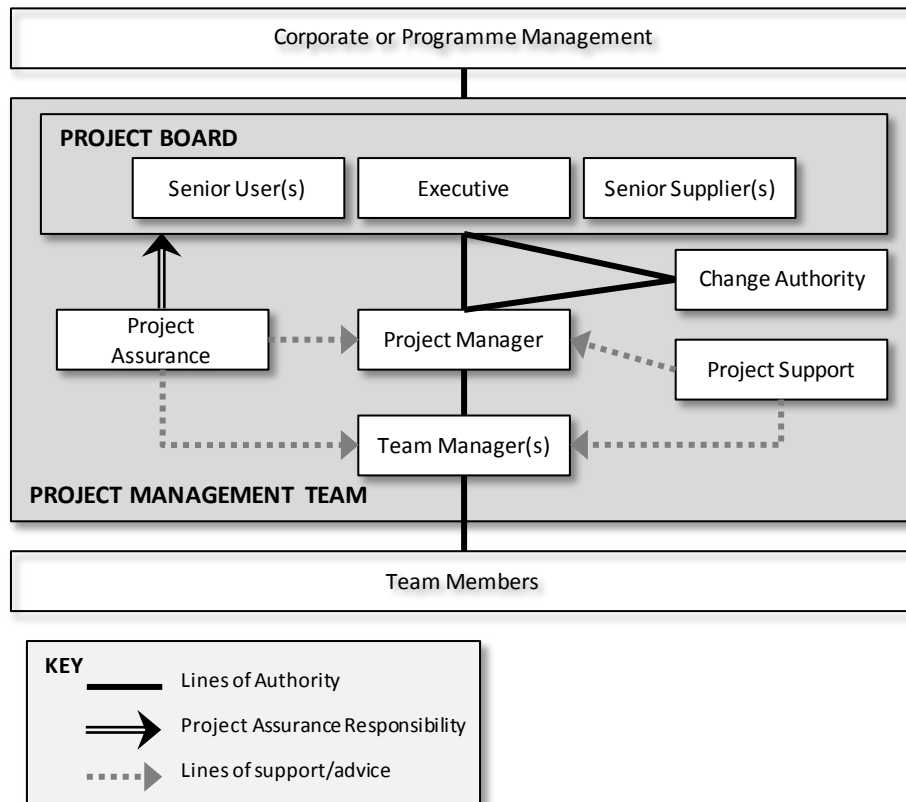 Corporate or Programme Management
PROJECT BOARD
Senior User(s)
Executive
Senior Supplier(s)
Change Authority
Project
Assurance
Project Manager
Project Support
Team Manager(s)
PROJECT MANAGEMENT TEAM
Team Members
KEY
Lines of Authority
Project Assurance Responsibility
Lines of support/advice